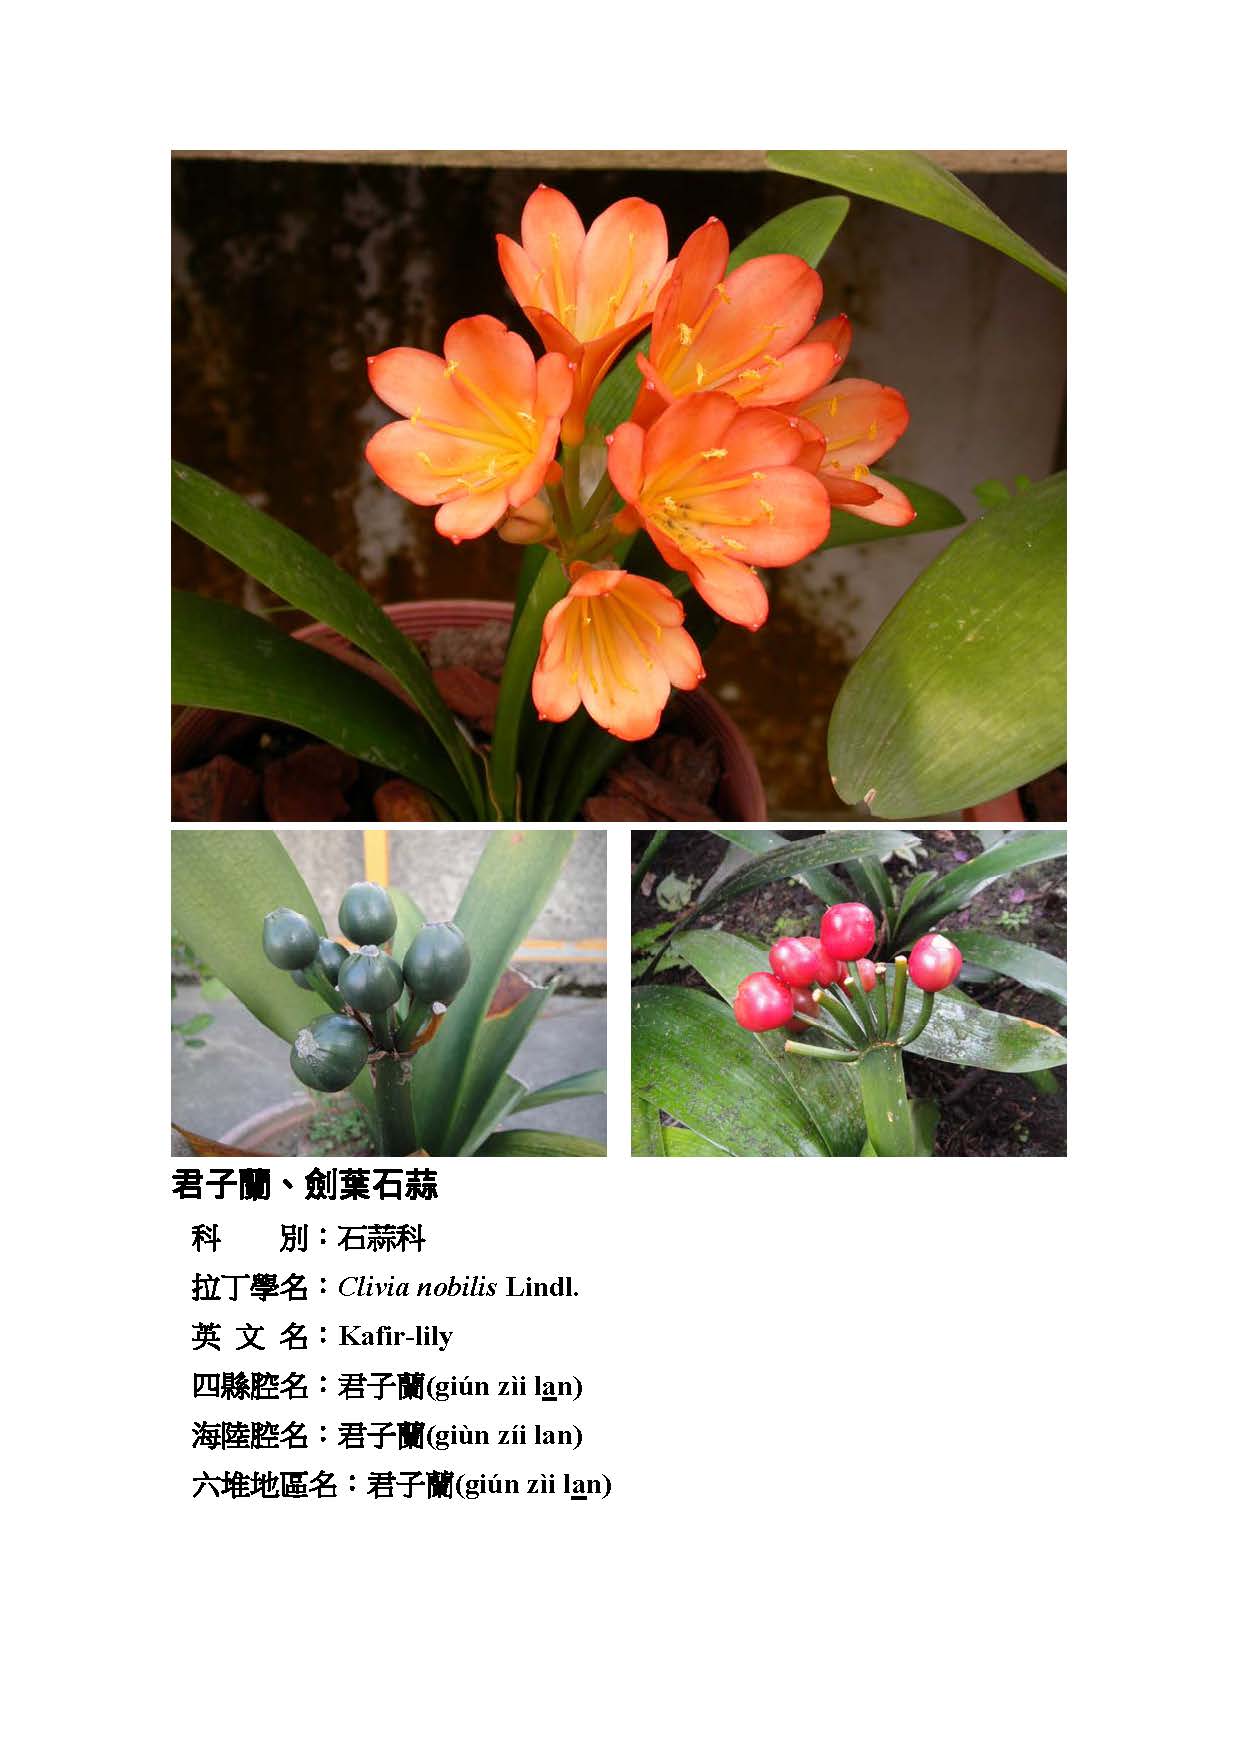 君子蘭、劍葉石蒜
科　　別：石蒜科
拉丁學名：Clivia nobilis Lindl.
英 文 名：Kafir-lily
四縣腔名：君子蘭(giún zìi lan)
海陸腔名：君子蘭(giùn zíi lan)
六堆地區名：君子蘭(giún zìi lan)